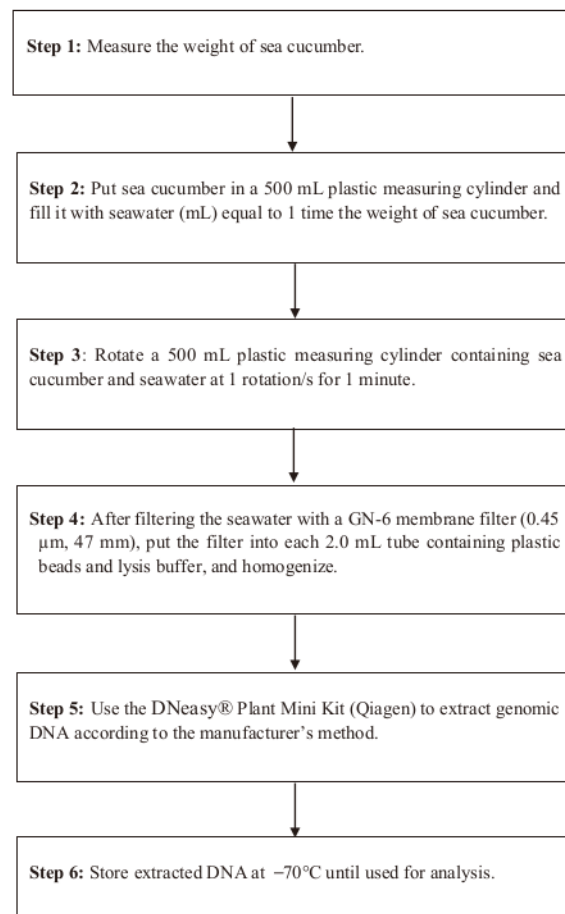 Step 1: Measure the weight of sea cucumber.
Step 2: Put sea cucumber in a 500 mL plastic measuring cylinder and
fill it with seawater (mL) equal to 1 time the weight of sea cucumber.
Step 3: Rotate a 500 mL plastic measuring cylinder containing sea
cucumber and seawater at 1 rotation/s for 1 minute.
Step 4: After filtering the seawater with a GN-6 membrane filter (0.45
μm, 47 mm), put the filter into each 2.0 mL tube containing plastic
beads and lysis buffer, and homogenize.
Step 5: Use the DNeasy® Plant Mini Kit (Qiagen) to extract genomic
DNA according to the manufacturer’s method.
Step 6: Store extracted DNA at −70°C until used for analysis.